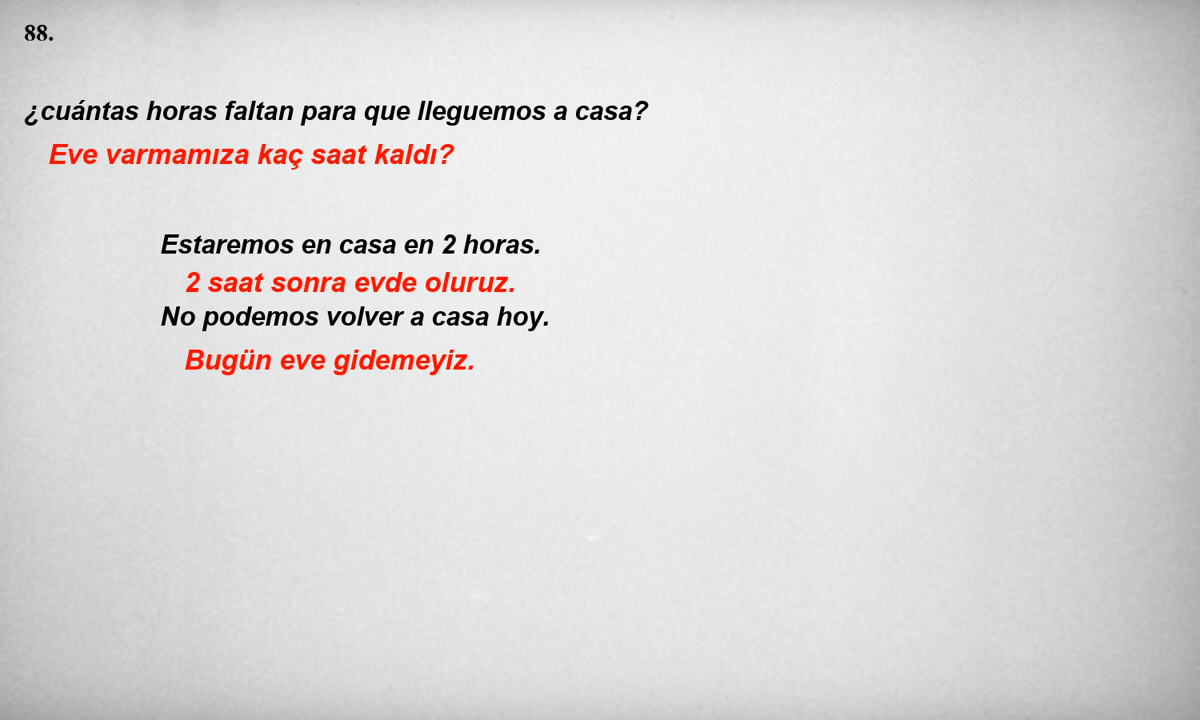 88.
¿cuántas horas faltan para que lleguemos a casa?
Eve varmamıza kaç saat kaldı?
Estaremos en casa en 2 horas.
2 saat sonra evde oluruz.
No podemos volver a casa hoy.
Bugün eve gidemeyiz.